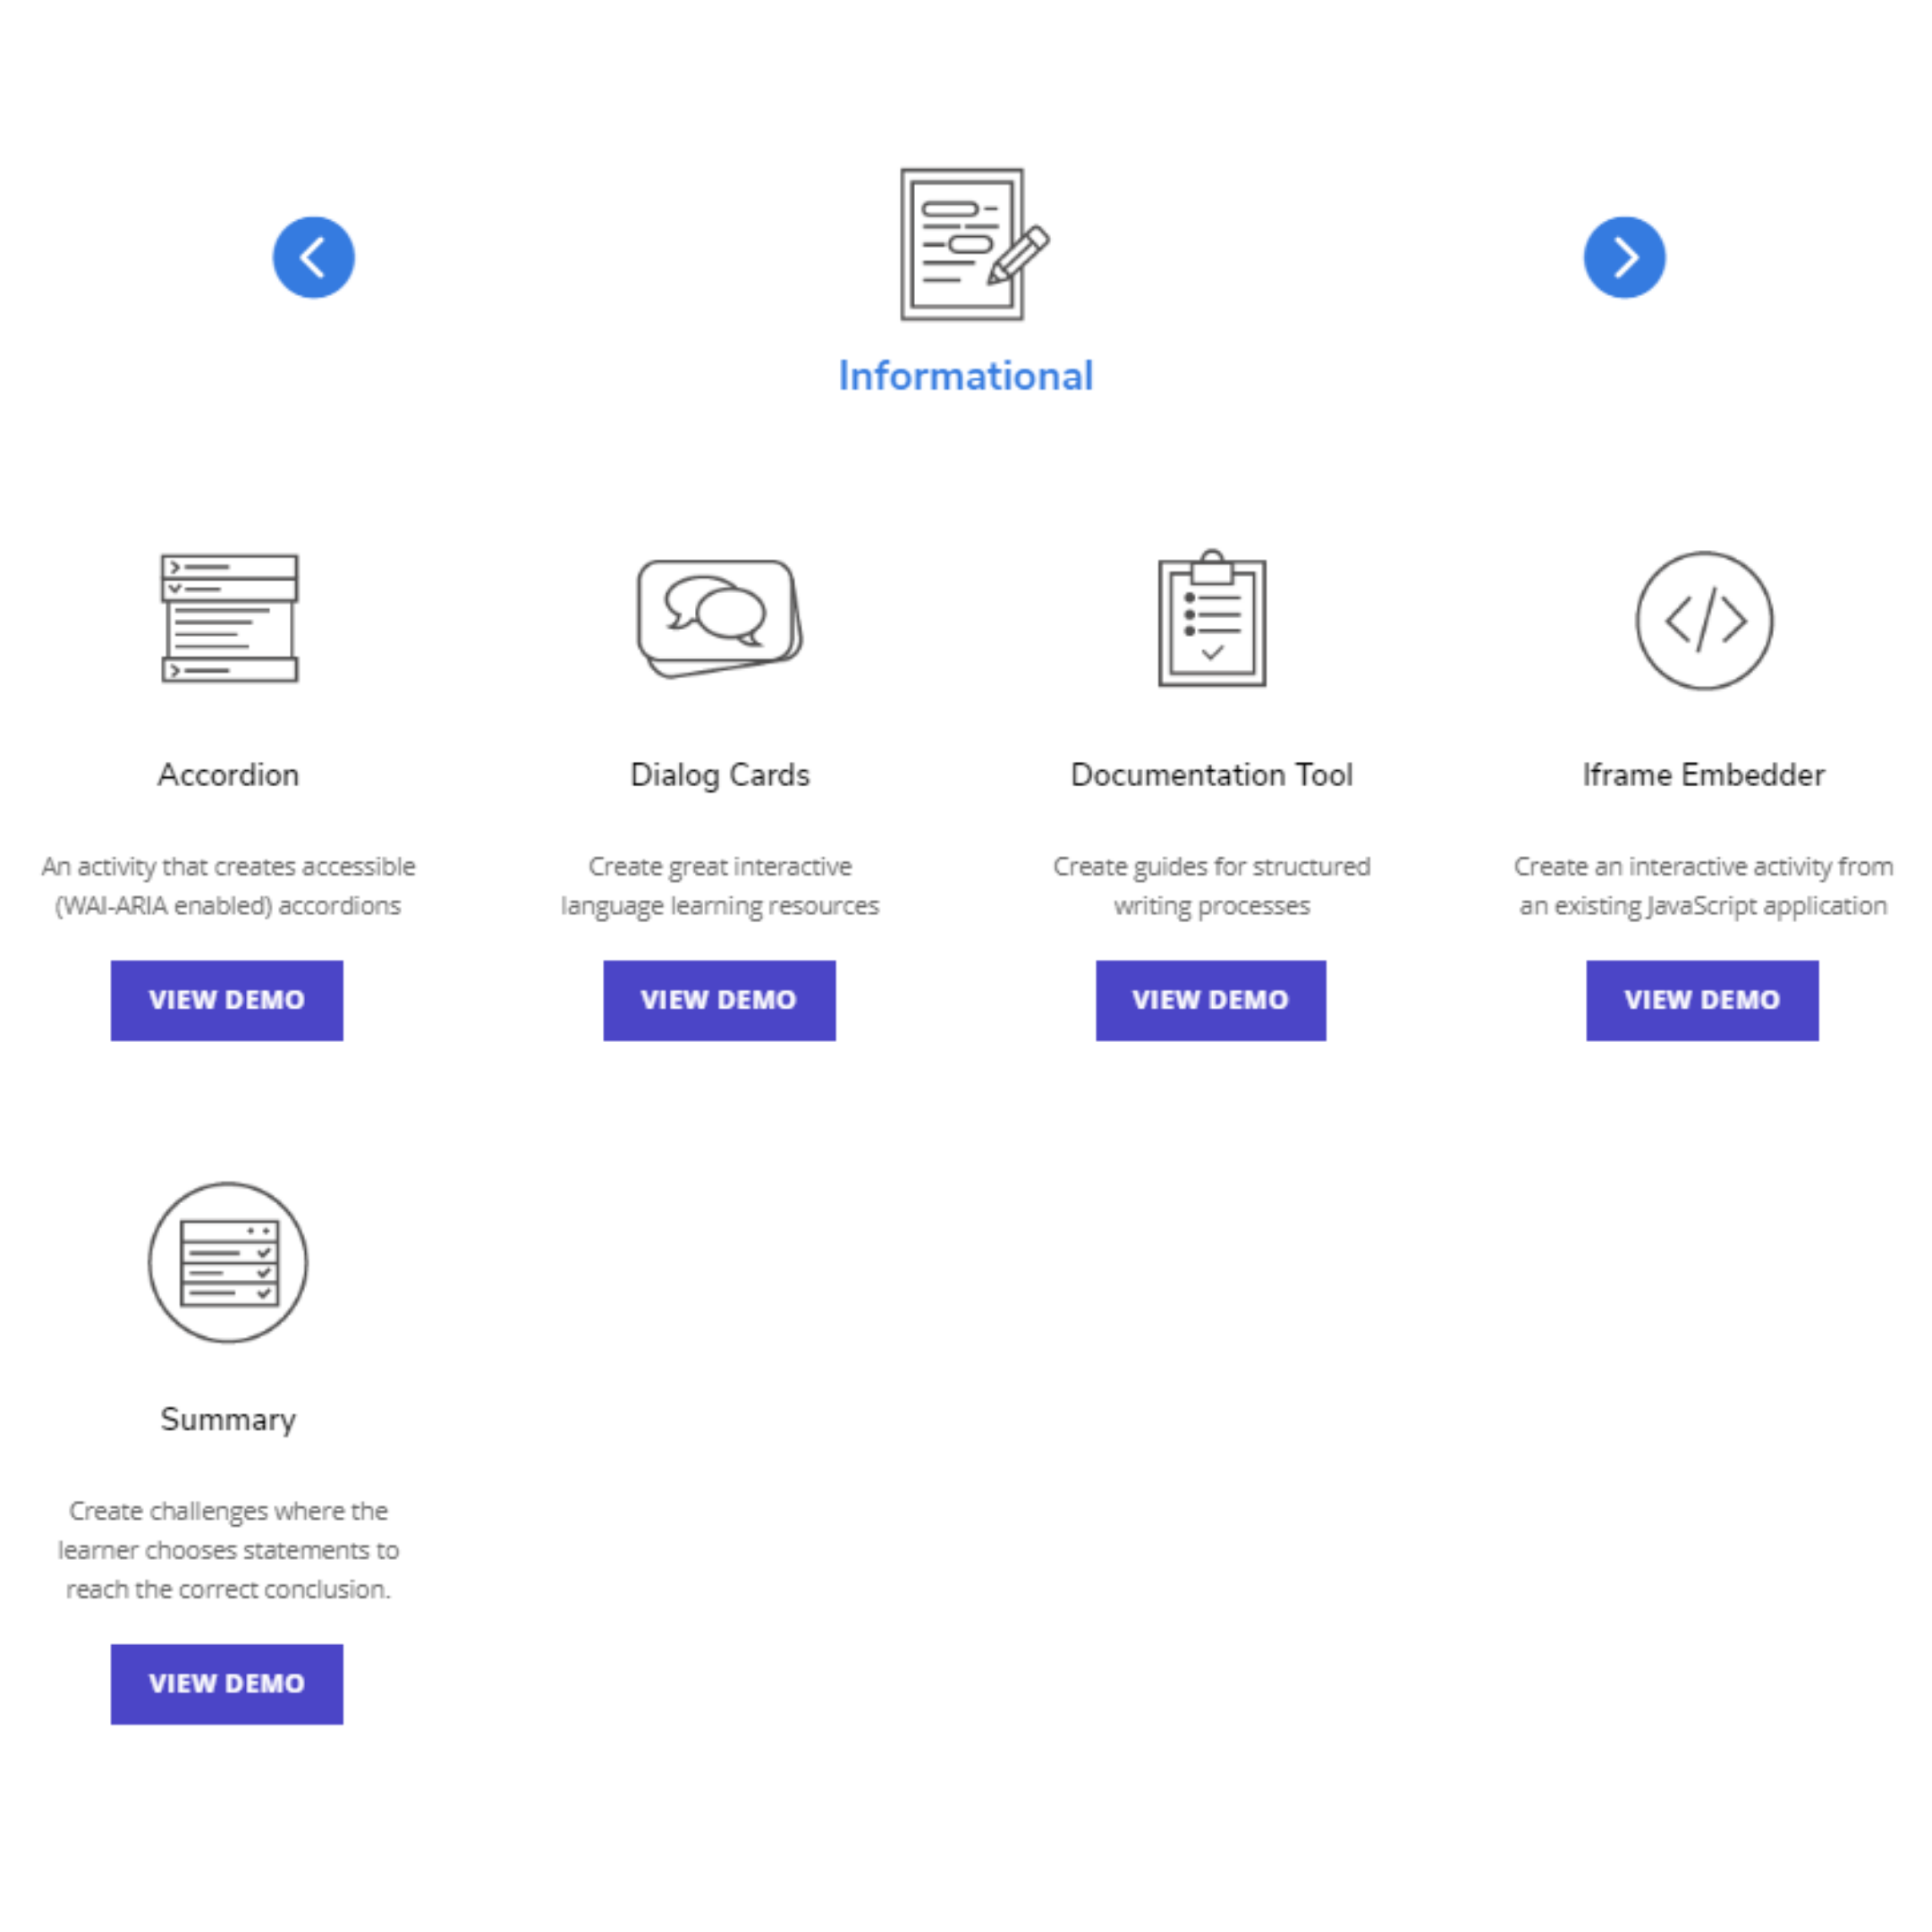 Informational
Accordion
An activity that creates accessible
(WAI-ARIA enabled) accordions
VIEW DEMO
Dialog Cards
Create great interactive
language learning resources
VIEW DEMO
Documentation Tool
Create guides for structured
writing processes
VIEW DEMO
Iframe Embedder
Create an interactive activity from
an existing JavaScript application
VIEW DEMO
Summary
Create challenges where the
learner chooses statements to
reach the correct conclusion.
VIEW DEMO